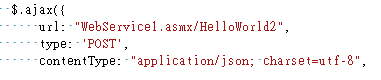 $.ajax({
url: "WebService1.asmx/HelloWorld2",
type: 'POST',
contentType: "application/json; charset=utf-8",